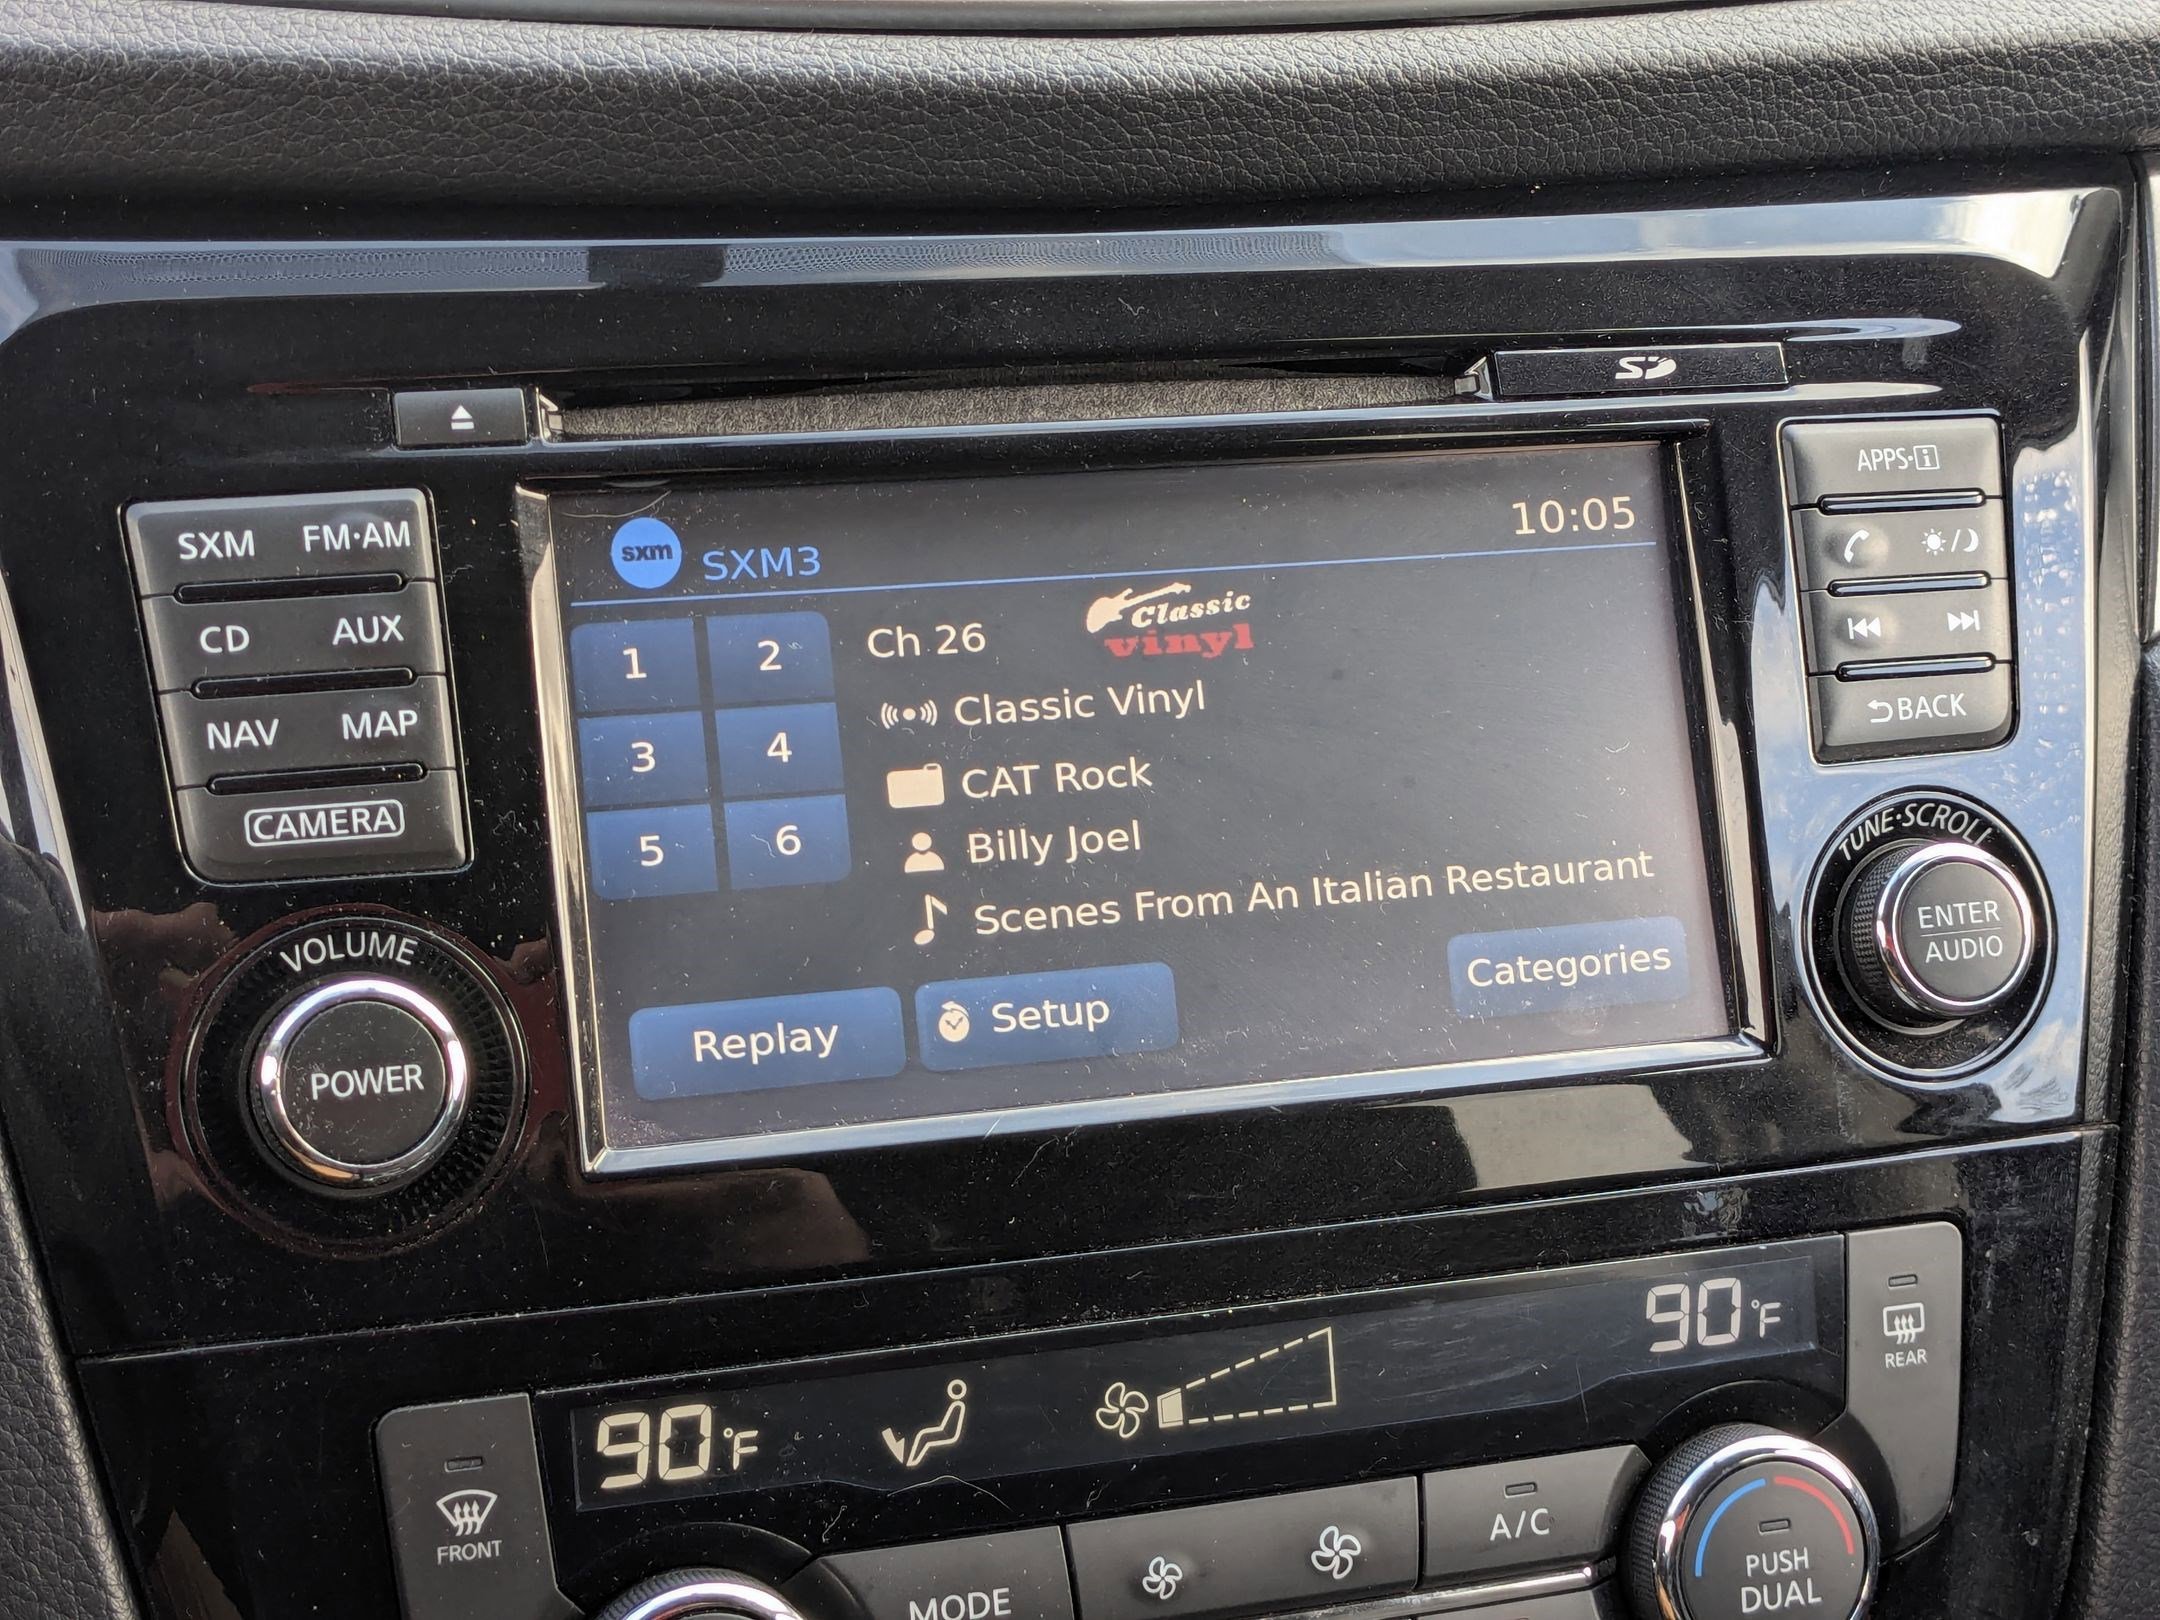 SD
APPS·i
SXM FM·AM
CD AUX
NAV MAP
CAMERA
VOLUME
POWER
sxm SXM3 10:05
1 2
3 4
5 6
Ch 26
Classic
vinyl
Classic Vinyl
CAT Rock
Billy Joel
Scenes From An Italian Restaurant
Replay
Setup
Categories
BACK
TUNE·SCROLL
ENTER
AUDIO
90°F
90°F
REAR
FRONT
MODE
A/C
PUSH
DUAL